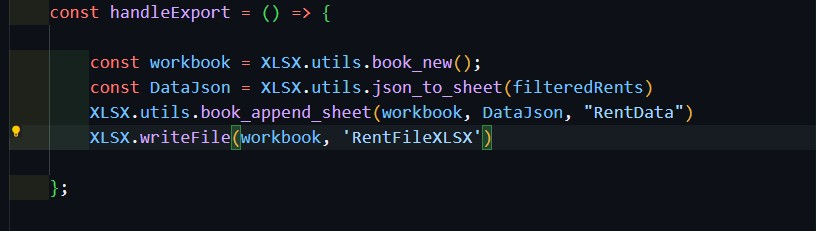 const handleExport = () => {
const workbook = XLSX.utils.book_new();
const DataJson = XLSX.utils.json_to_sheet(filteredRents)
XLSX.utils.book_append_sheet(workbook, DataJson, "RentData")
XLSX.writeFile(workbook, 'RentFileXLSX')
};